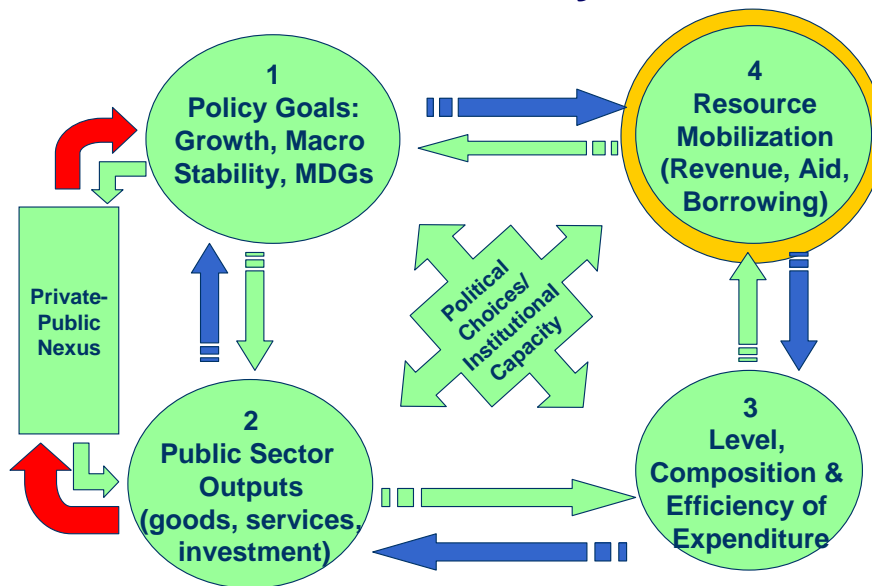 1
Policy Goals:
Growth, Macro
Stability, MDGs
4
Resource
Mobilization
(Revenue, Aid,
Borrowing)
Private-
Public
Nexus
Political
Choices/
Institutional
Capacity
2
Public Sector
Outputs
(goods, services,
investment)
3
Level,
Composition &
Efficiency of
Expenditure